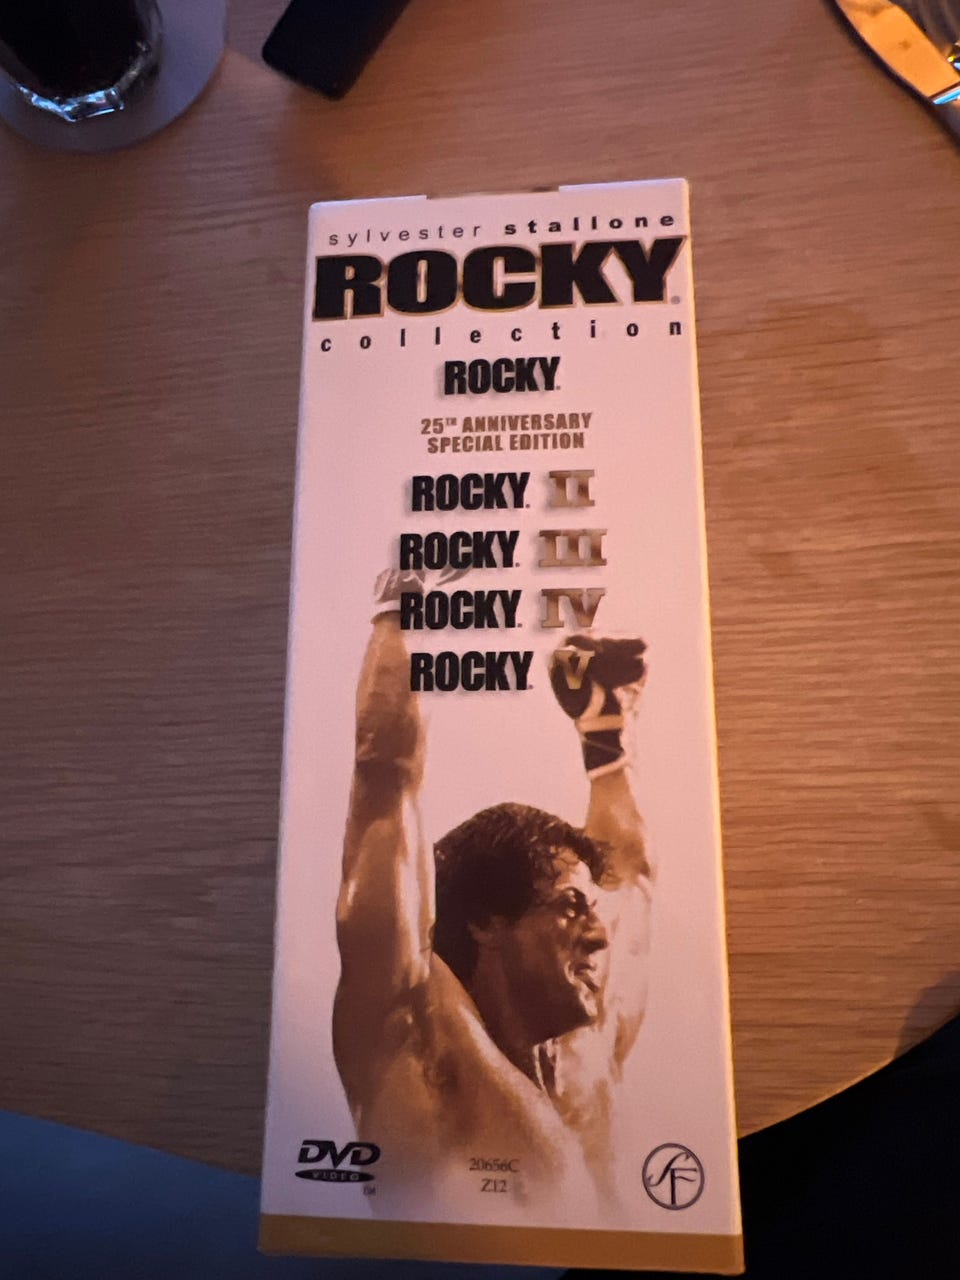 sylvester stallone
ROCKY®
collection
ROCKY®
25TH ANNIVERSARY
SPECIAL EDITION
ROCKY® II
ROCKY® III
ROCKY® IV
ROCKY® V
DVD
VIDEO
TM
20656C
Z12
SF